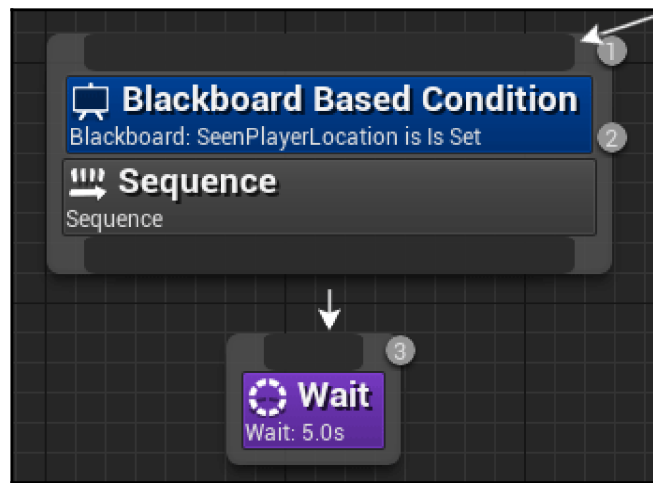 1
Blackboard Based Condition
Blackboard: SeenPlayerLocation is Is Set
2
Sequence
Sequence
3
Wait
Wait: 5.0s